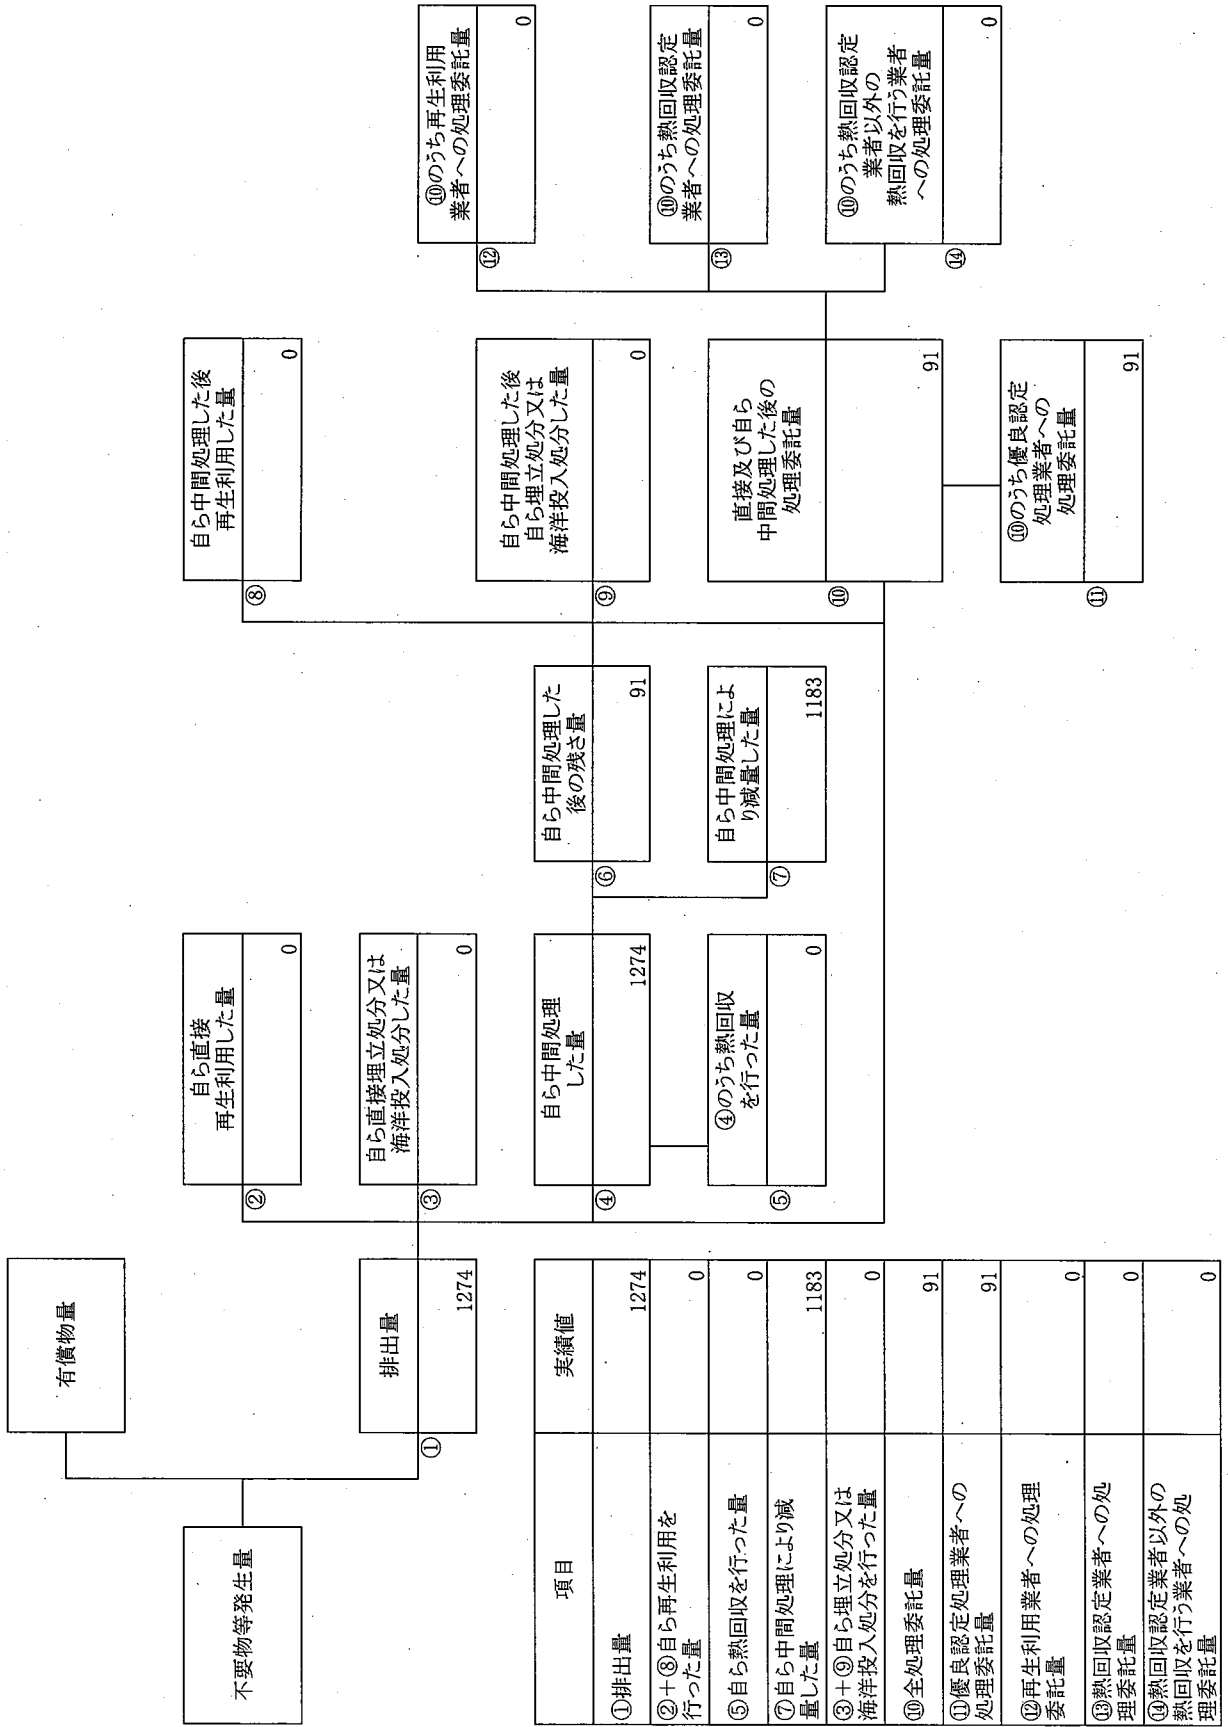 不要物等発生量
有償物量
排出量
①
1274
自ら直接
再生利用した量
②
0
自ら直接埋立処分又は
海洋投入処分した量
③
0
自ら中間処理
した量
④
1274
④のうち熱回収
を行った量
⑤
0
自ら中間処理した
後の残さ量
⑥
91
自ら中間処理によ
り減量した量
⑦
1183
自ら中間処理した後
再生利用した量
⑧
0
自ら中間処理した後
自ら埋立処分又は
海洋投入処分した量
⑨
0
直接及び自ら
中間処理した後の
処理委託量
⑩
91
⑩のうち優良認定
処理業者への
処理委託量
⑪
91
⑩のうち再生利用
業者への処理委託量
⑫
0
⑩のうち熱回収認定
業者への処理委託量
⑬
0
⑩のうち熱回収認定
業者以外の
熱回収を行う業者
への処理委託量
⑭
0
項目 実績値
①排出量 1274
②+⑧自ら再生利用を
行った量 0
⑤自ら熱回収を行った量 0
⑦自ら中間処理により減
量した量 1183
③+⑨自ら埋立処分又は
海洋投入処分を行った量 0
⑩全処理委託量 91
⑪優良認定処理業者への
処理委託量 91
⑫再生利用業者への処理
委託量 0
⑬熱回収認定業者への処
理委託量 0
⑭熱回収認定業者以外の
熱回収を行う業者への処
理委託量 0